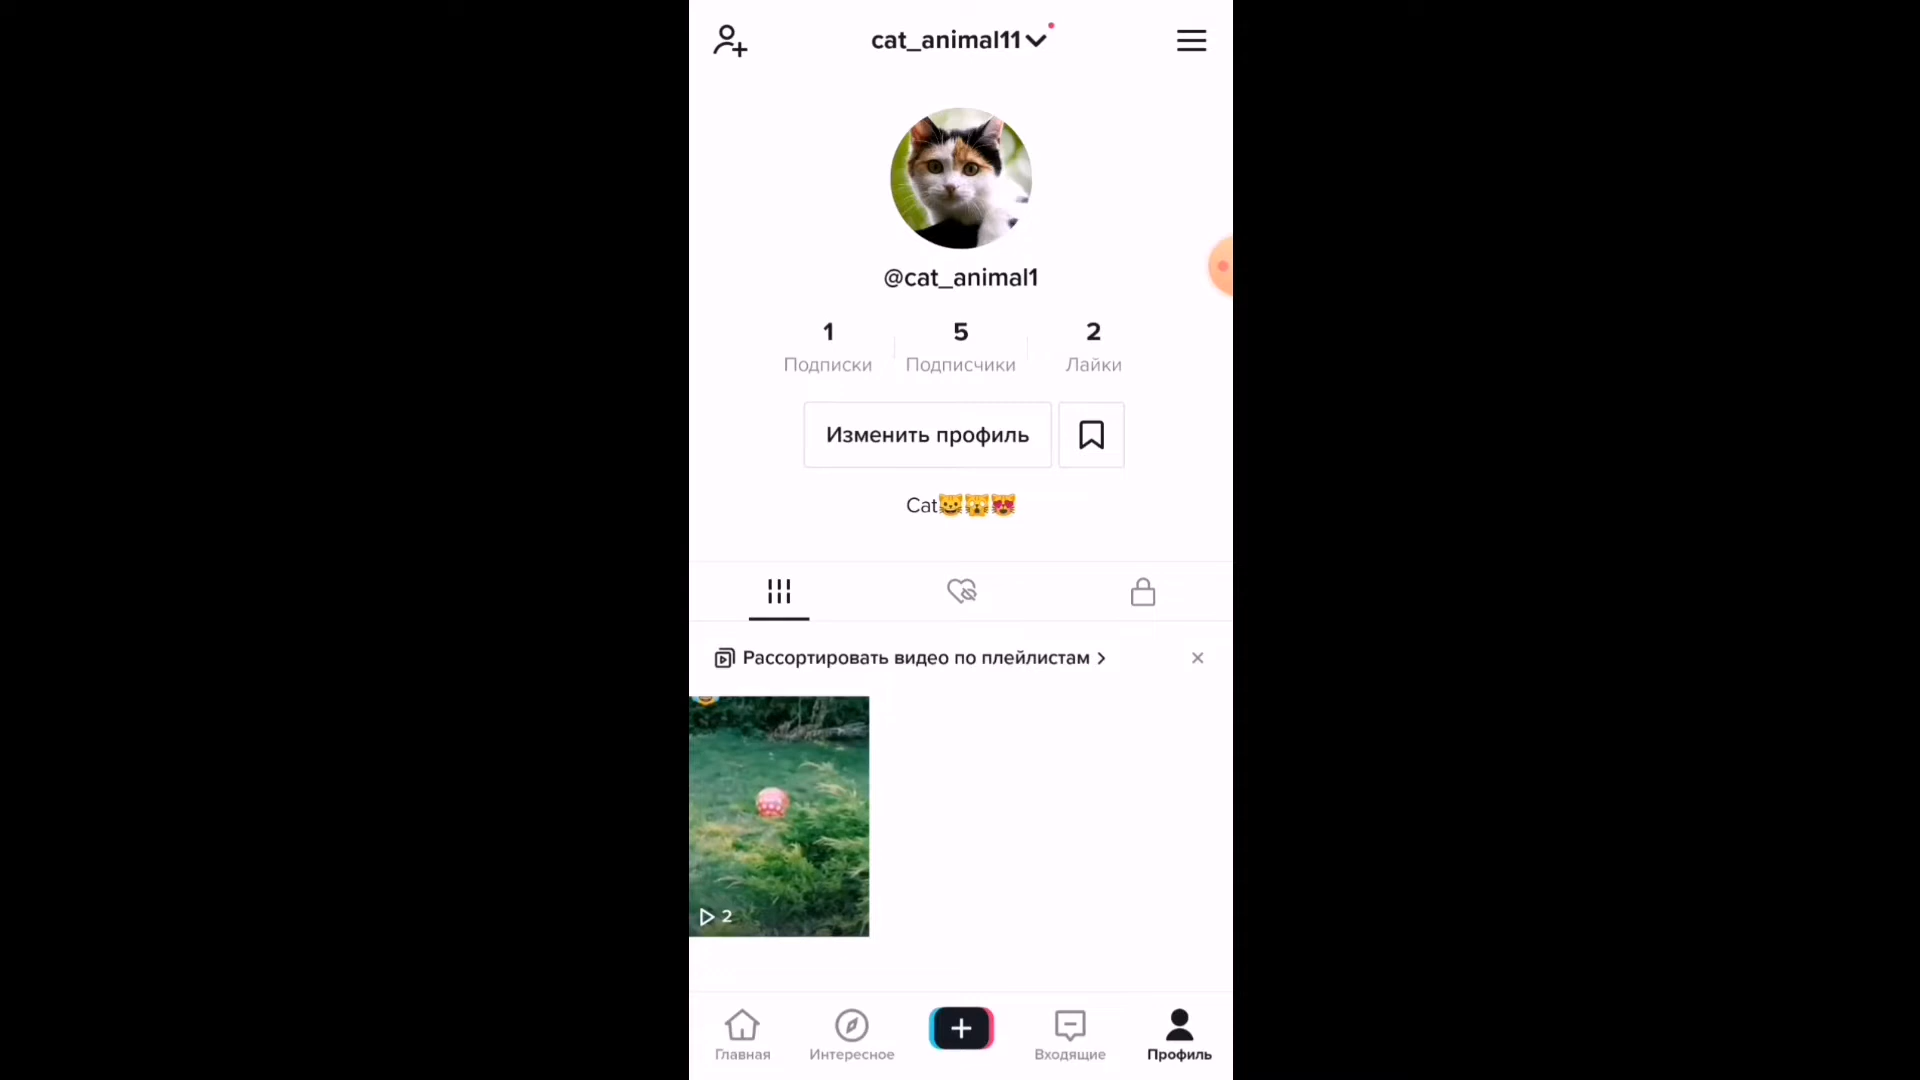 cat_animal11
@cat_animal1
1 5 2
Подписки Подписчики Лайки
Изменить профиль
Cat😺🙀😻
Рассортировать видео по плейлистам
2
Главная Интересное Входящие Профиль